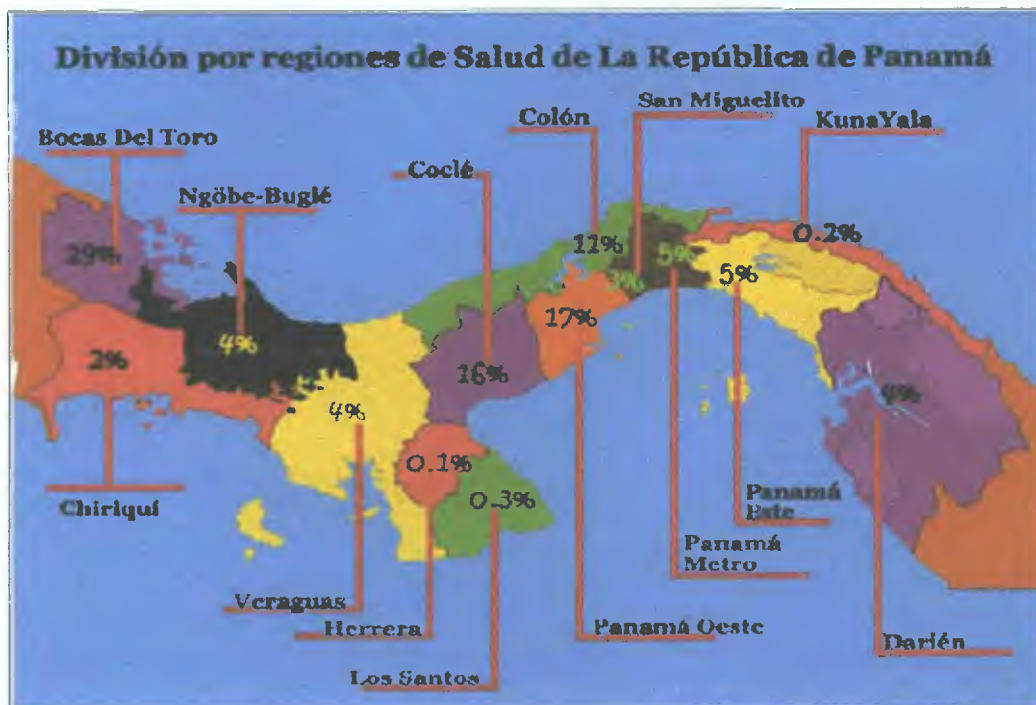 División por regiones de Salud de La República de Panamá
San Miguelito
Colón
KunaYala
Bocas Del Toro
Coclé
Ngöbe-Buglé
0.2%
11%
29%
5%
3%
5%
17%
4%
2%
16%
4%
4%
0.1%
0.3%
Panamá
Este
Chiriquí
Panamá
Metro
Veraguas
Herrera
Panamá Oeste
Darién
Los Santos